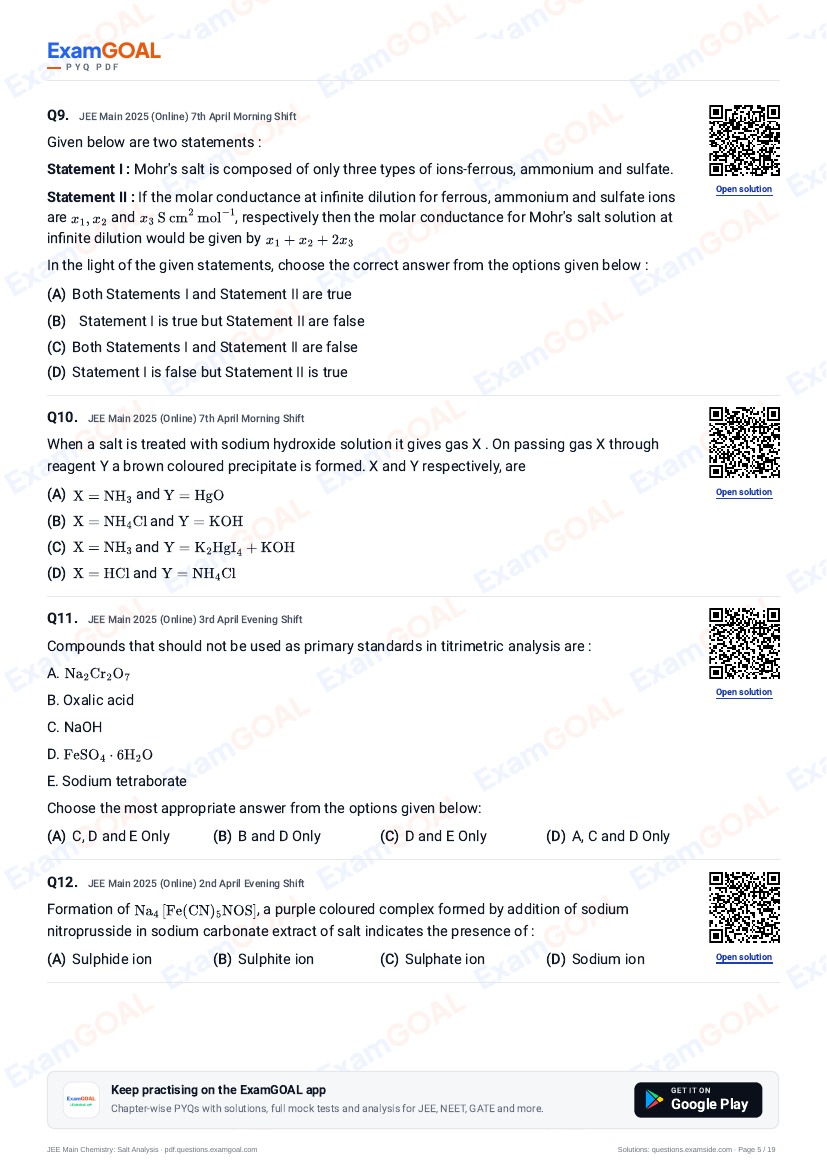 ExamGOAL
PYQ PDF
Q9. JEE Main 2025 (Online) 7th April Morning Shift
Given below are two statements :
Statement I : Mohr's salt is composed of only three types of ions-ferrous, ammonium and sulfate.
Statement II : If the molar conductance at infinite dilution for ferrous, ammonium and sulfate ions
are x₁, x₂ and x₃ S cm² mol⁻¹, respectively then the molar conductance for Mohr's salt solution at
infinite dilution would be given by x₁ + x₂ + 2x₃
In the light of the given statements, choose the correct answer from the options given below :
(A) Both Statements I and Statement II are true
(B) Statement I is true but Statement II are false
(C) Both Statements I and Statement II are false
(D) Statement I is false but Statement II is true
Open solution
Q10. JEE Main 2025 (Online) 7th April Morning Shift
When a salt is treated with sodium hydroxide solution it gives gas X . On passing gas X through
reagent Y a brown coloured precipitate is formed. X and Y respectively, are
(A) X = NH₃ and Y = HgO
(B) X = NH₄Cl and Y = KOH
(C) X = NH₃ and Y = K₂HgI₄ + KOH
(D) X = HCl and Y = NH₄Cl
Open solution
Q11. JEE Main 2025 (Online) 3rd April Evening Shift
Compounds that should not be used as primary standards in titrimetric analysis are :
A. Na₂Cr₂O₇
B. Oxalic acid
C. NaOH
D. FeSO₄ · 6H₂O
E. Sodium tetraborate
Choose the most appropriate answer from the options given below:
(A) C, D and E Only (B) B and D Only (C) D and E Only (D) A, C and D Only
Open solution
Q12. JEE Main 2025 (Online) 2nd April Evening Shift
Formation of Na₄ [Fe(CN)₅NOS], a purple coloured complex formed by addition of sodium
nitroprusside in sodium carbonate extract of salt indicates the presence of :
(A) Sulphide ion (B) Sulphite ion (C) Sulphate ion (D) Sodium ion
Open solution
ExamGOAL
Keep practising on the ExamGOAL app
Chapter-wise PYQs with solutions, full mock tests and analysis for JEE, NEET, GATE and more.
GET IT ON
Google Play
JEE Main Chemistry: Salt Analysis · pdf.questions.examgoal.com
Solutions: questions.examside.com · Page 5 / 19